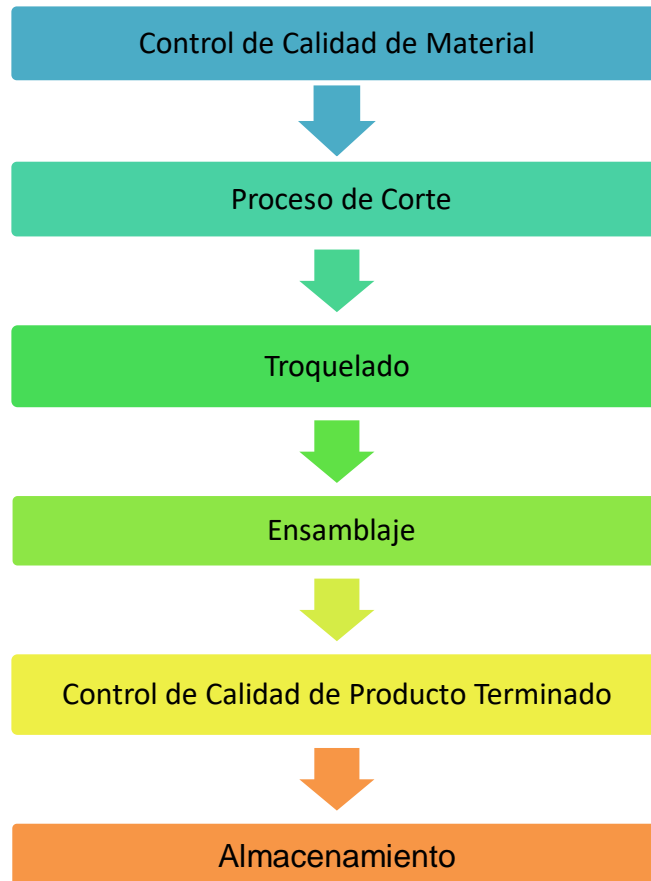 Control de Calidad de Material
Proceso de Corte
Troquelado
Ensamblaje
Control de Calidad de Producto Terminado
Almacenamiento